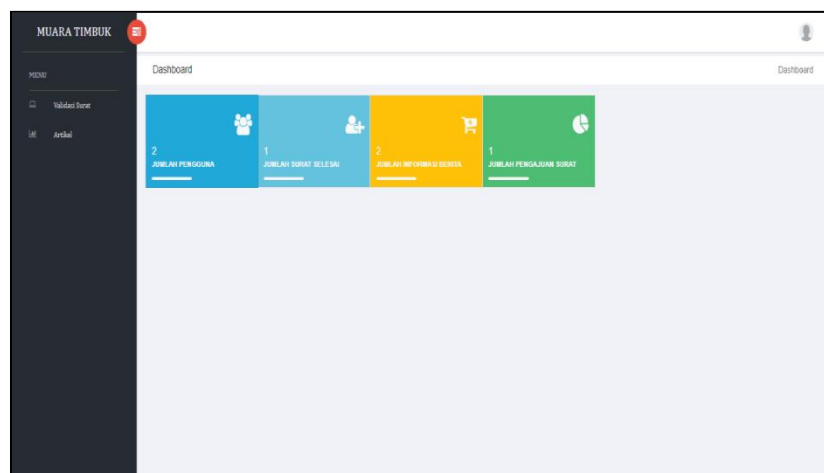 MUARA TIMBUK
Dashboard
Dashboard
MENU
Validasi Surat
Artikel
2
JUMLAH PENGGUNA
1
JUMLAH SURAT SELESAI
2
JUMLAH INFORMASI BERITA
1
JUMLAH PENGAJUAN SURAT